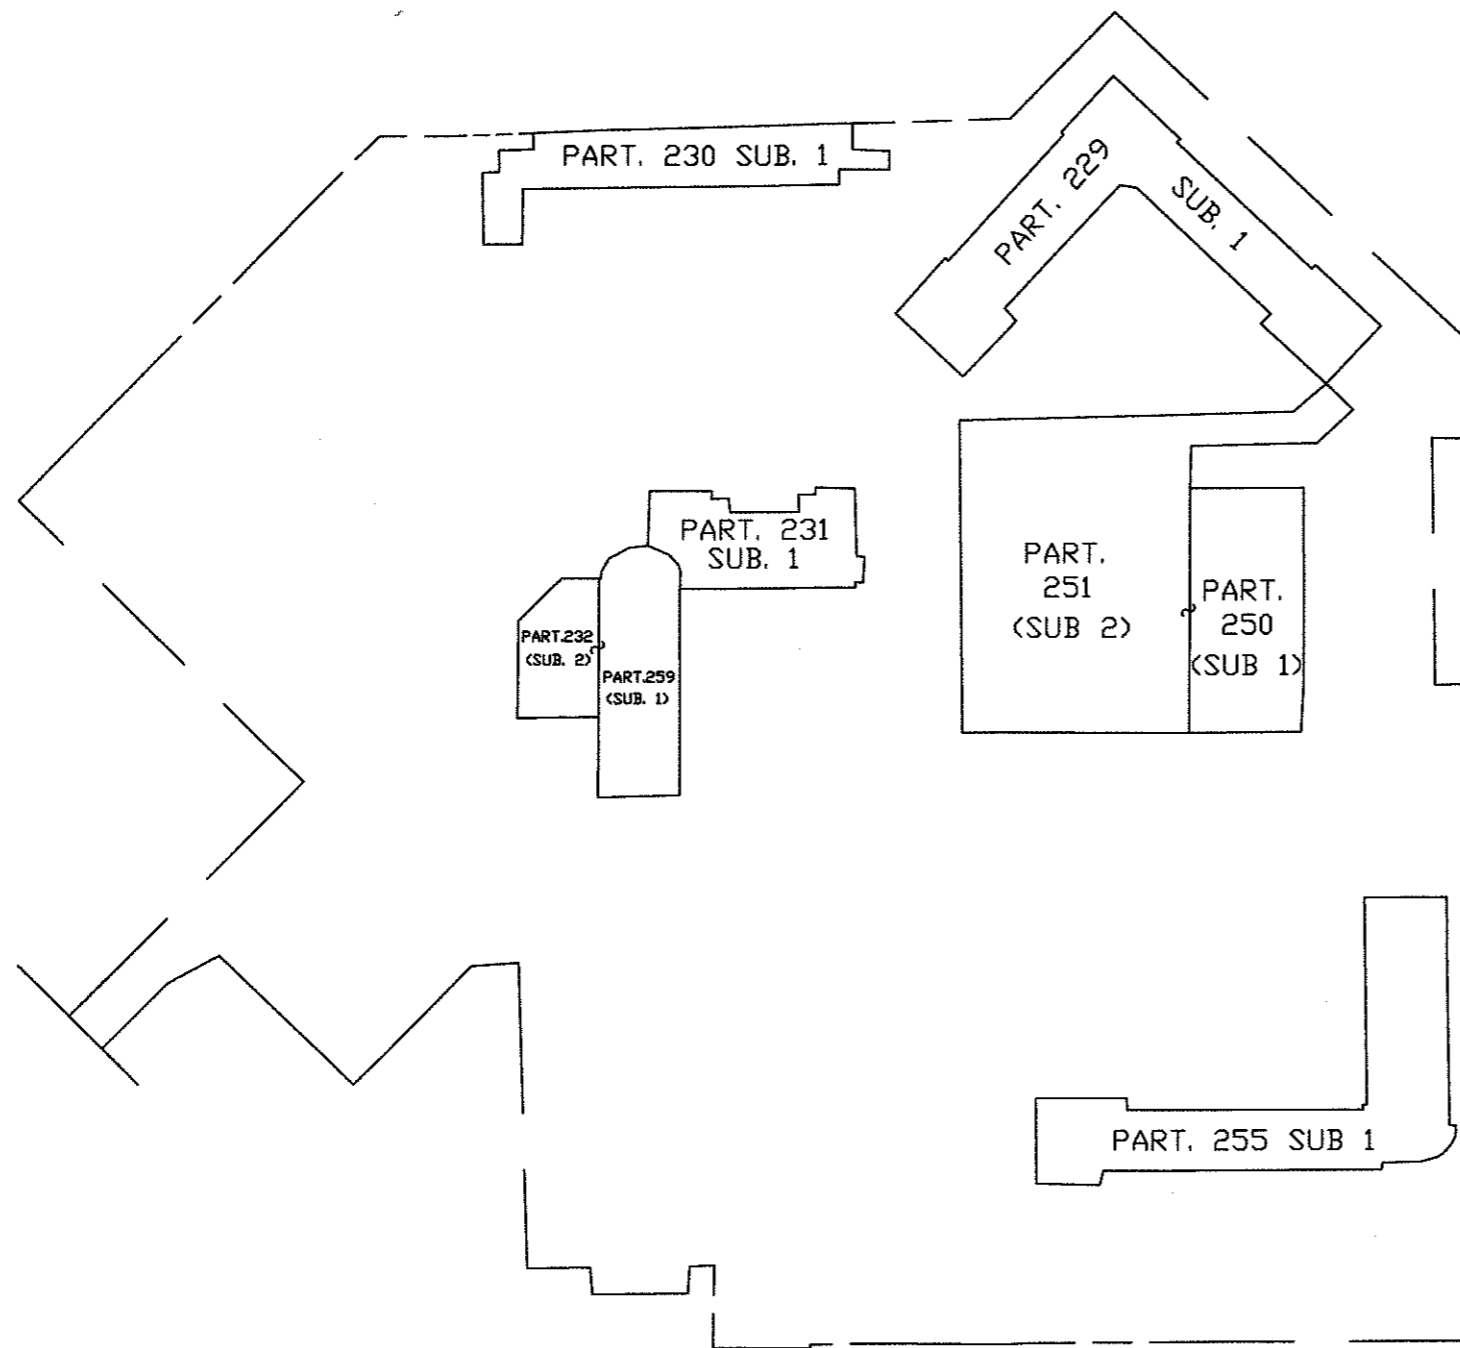 PART. 230 SUB. 1
PART. 229
SUB. 1
PART. 231
SUB. 1
PART.232
(SUB. 2)
PART.259
(SUB. 1)
PART.
251
(SUB 2)
PART.
250
(SUB 1)
PART. 255 SUB 1